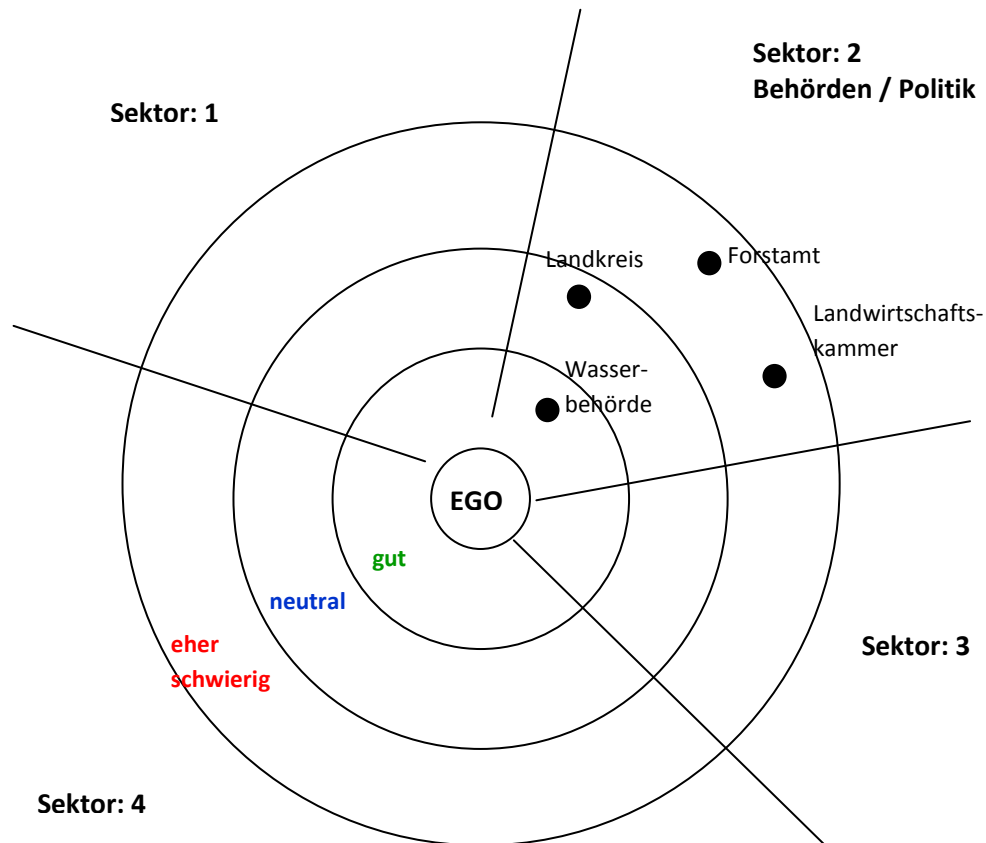 Sektor: 2
Behörden / Politik
Sektor: 1
Landkreis
Forstamt
Landwirtschafts-
kammer
Wasser-
behörde
EGO
gut
neutral
eher
schwierig
Sektor: 3
Sektor: 4